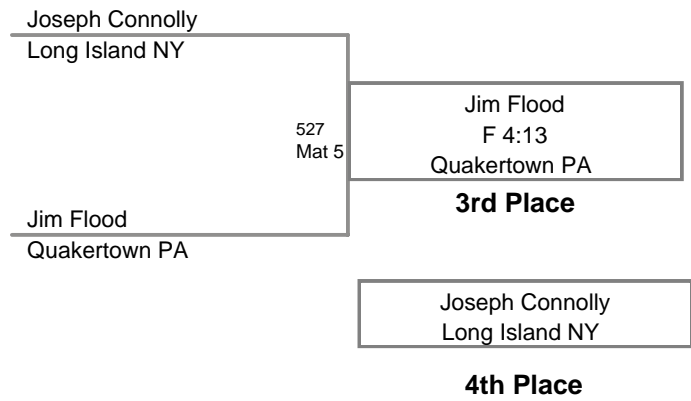 Joseph Connolly
Long Island NY
Jim Flood
F 4:13
Quakertown PA
527
Mat 5
3rd Place
Jim Flood
Quakertown PA
Joseph Connolly
Long Island NY
4th Place